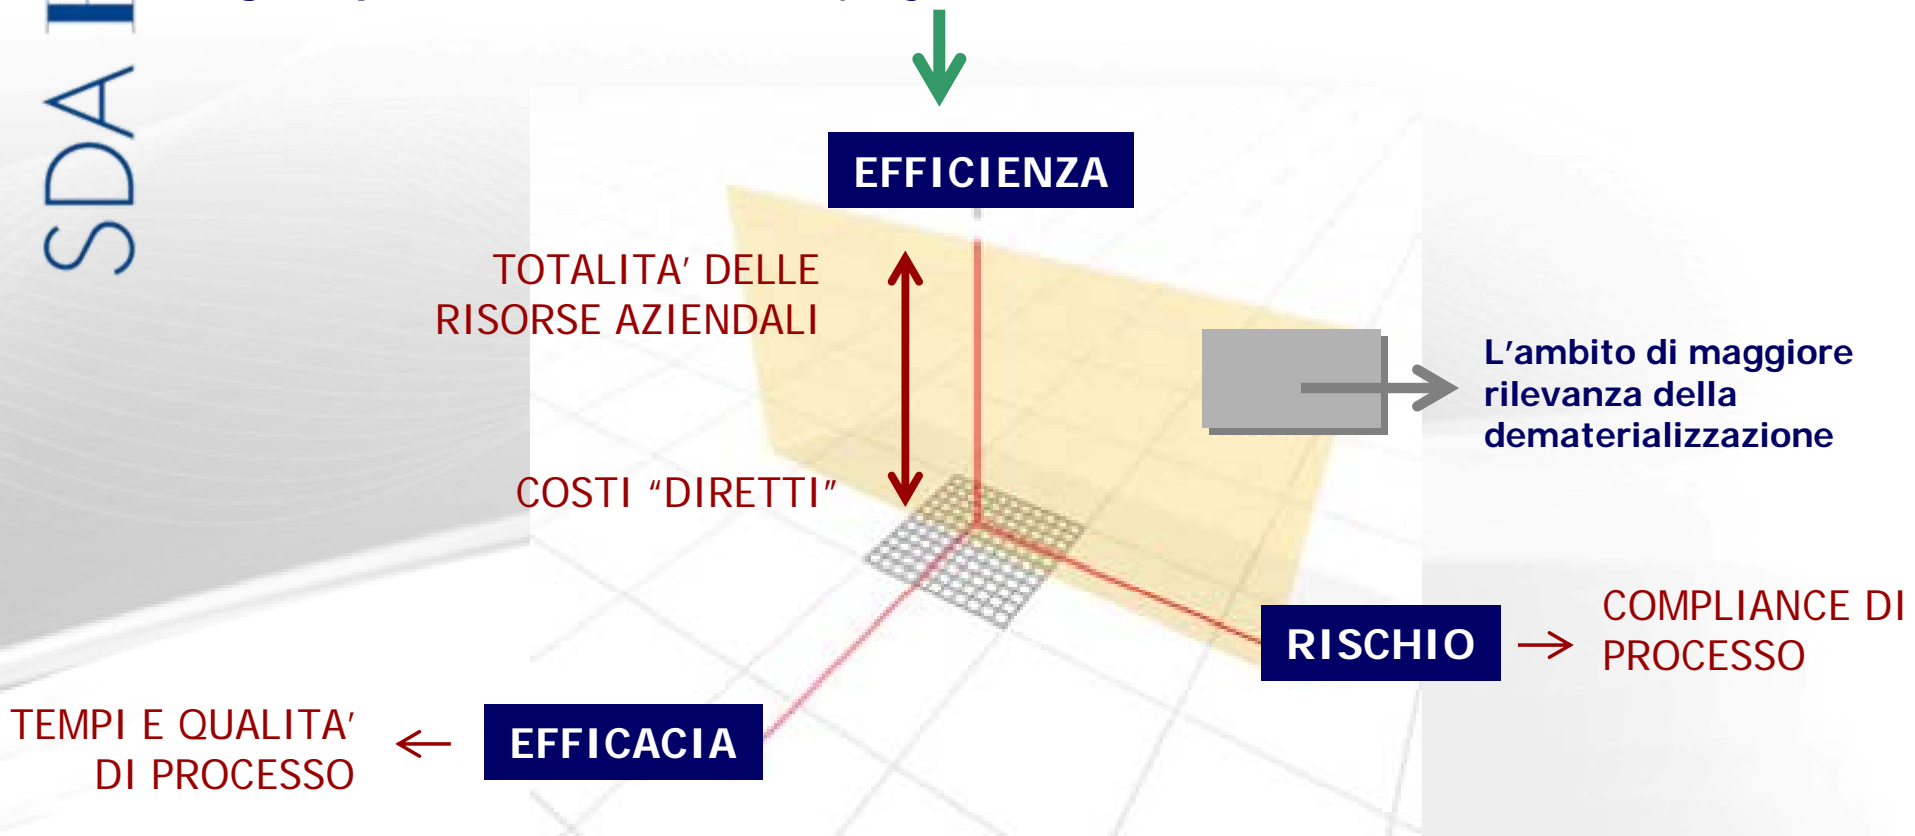 SDA
EFFICIENZA
TOTALITA’ DELLE
RISORSE AZIENDALI
L’ambito di maggiore
rilevanza della
dematerializzazione
COSTI “DIRETTI”
COMPLIANCE DI
PROCESSO
RISCHIO
TEMPI E QUALITA’
DI PROCESSO
EFFICACIA